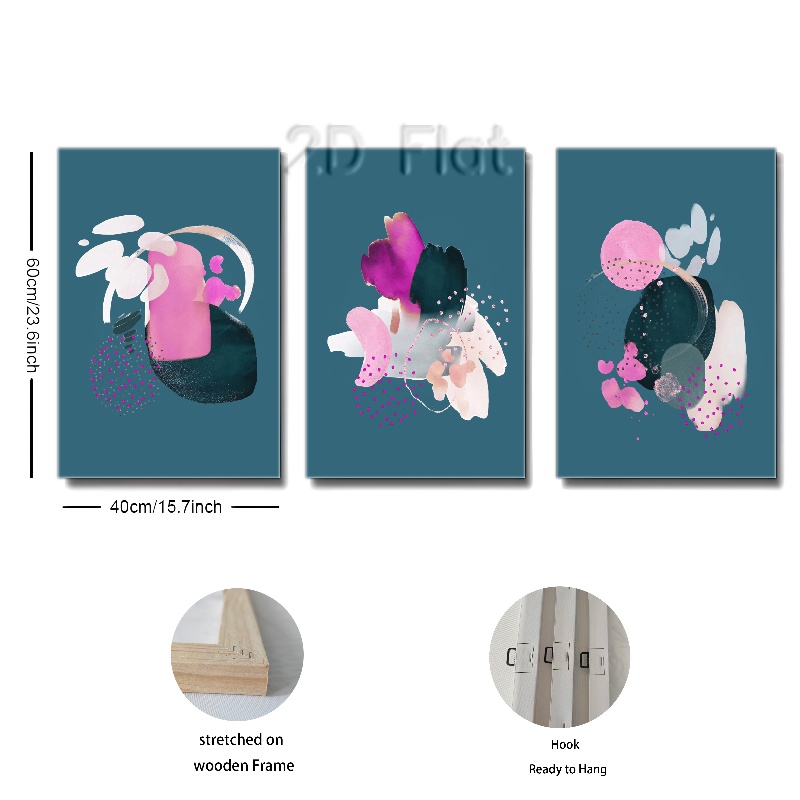 2D Flat
60cm/23.6inch
40cm/15.7inch
stretched on
wooden Frame
Hook
Ready to Hang